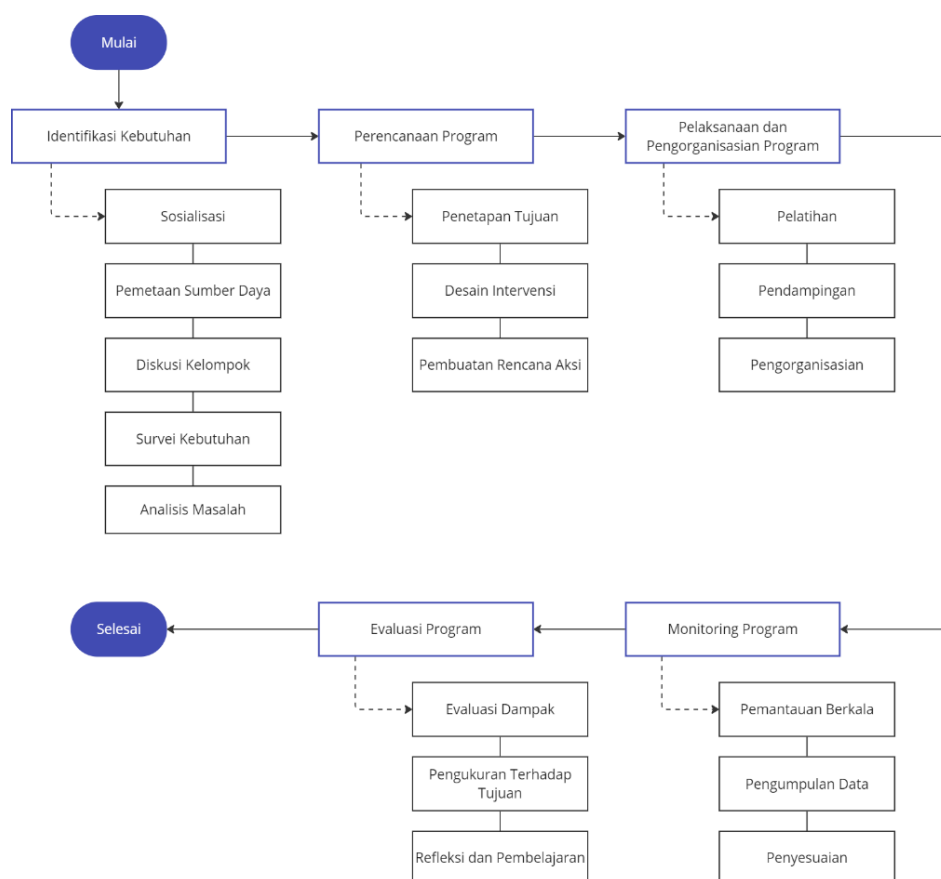 Mulai
Identifikasi Kebutuhan
Perencanaan Program
Pelaksanaan dan
Pengorganisasian Program
Sosialisasi
Pemetaan Sumber Daya
Diskusi Kelompok
Survei Kebutuhan
Analisis Masalah
Penetapan Tujuan
Desain Intervensi
Pembuatan Rencana Aksi
Pelatihan
Pendampingan
Pengorganisasian
Selesai
Evaluasi Program
Monitoring Program
Evaluasi Dampak
Pengukuran Terhadap
Tujuan
Refleksi dan Pembelajaran
Pemantauan Berkala
Pengumpulan Data
Penyesuaian